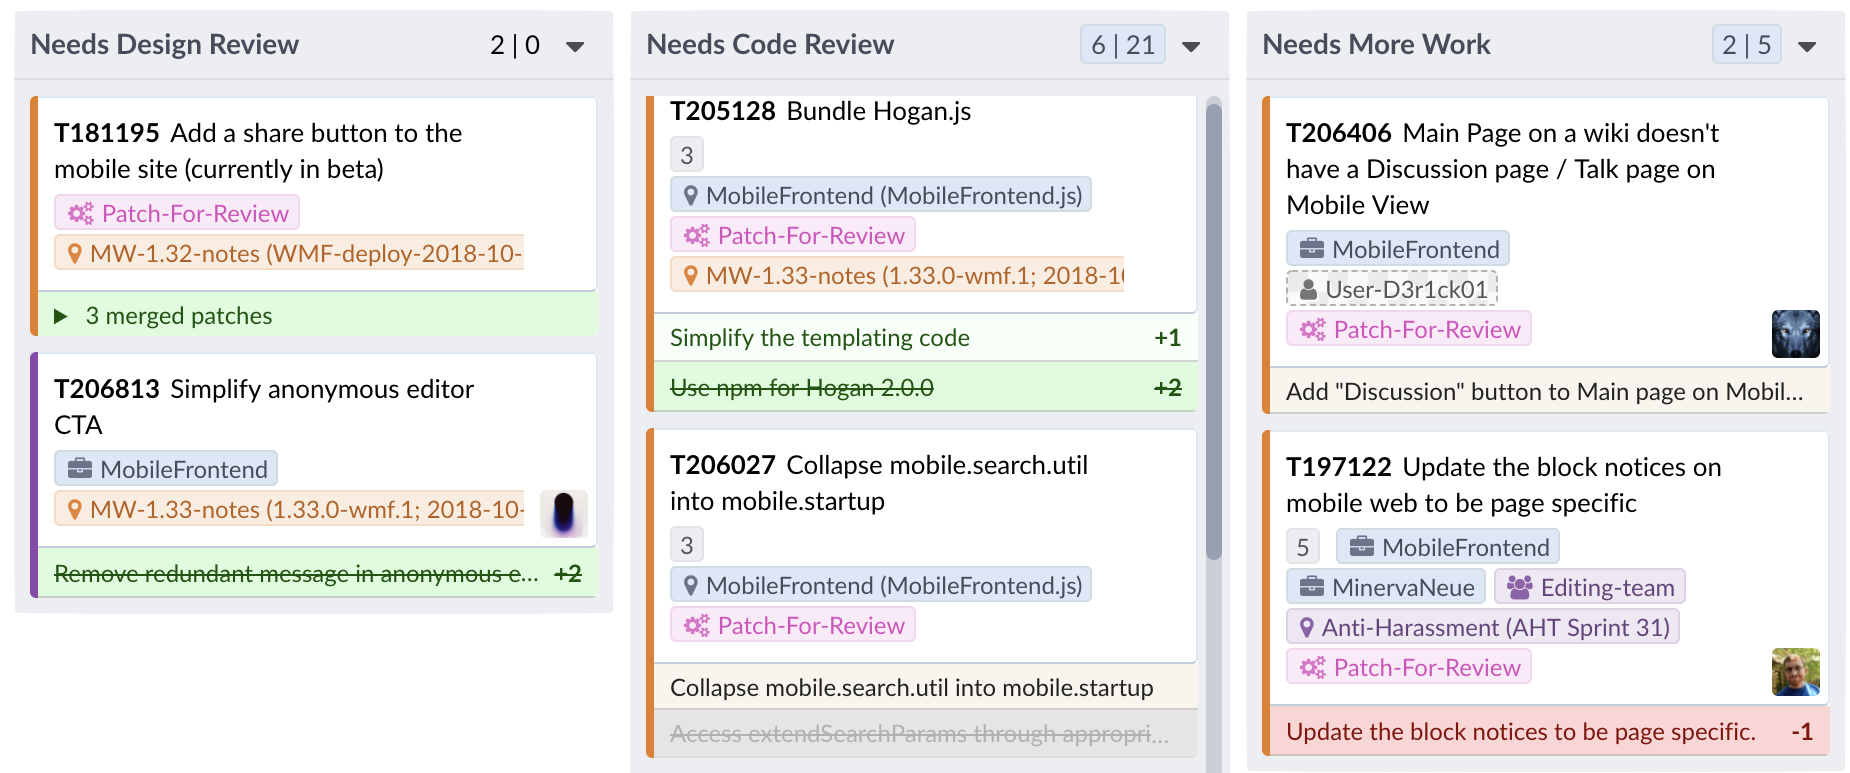 Needs Design Review 2 | 0
T181195 Add a share button to the
mobile site (currently in beta)
Patch-For-Review
MW-1.32-notes (WMF-deploy-2018-10-
3 merged patches
T206813 Simplify anonymous editor
CTA
MobileFrontend
MW-1.33-notes (1.33.0-wmf.1; 2018-10-
Remove redundant message in anonymous e... +2
Needs Code Review 6 | 21
T205128 Bundle Hogan.js
3
MobileFrontend (MobileFrontend.js)
Patch-For-Review
MW-1.33-notes (1.33.0-wmf.1; 2018-10
Simplify the templating code +1
Use npm for Hogan 2.0.0 +2
T206027 Collapse mobile.search.util
into mobile.startup
3
MobileFrontend (MobileFrontend.js)
Patch-For-Review
Collapse mobile.search.util into mobile.startup
Access extendSearchParams through appropri...
Needs More Work 2 | 5
T206406 Main Page on a wiki doesn't
have a Discussion page / Talk page on
Mobile View
MobileFrontend
User-D3r1ck01
Patch-For-Review
Add "Discussion" button to Main page on Mobil...
T197122 Update the block notices on
mobile web to be page specific
5 MobileFrontend
MinervaNeue Editing-team
Anti-Harassment (AHT Sprint 31)
Patch-For-Review
Update the block notices to be page specific. -1